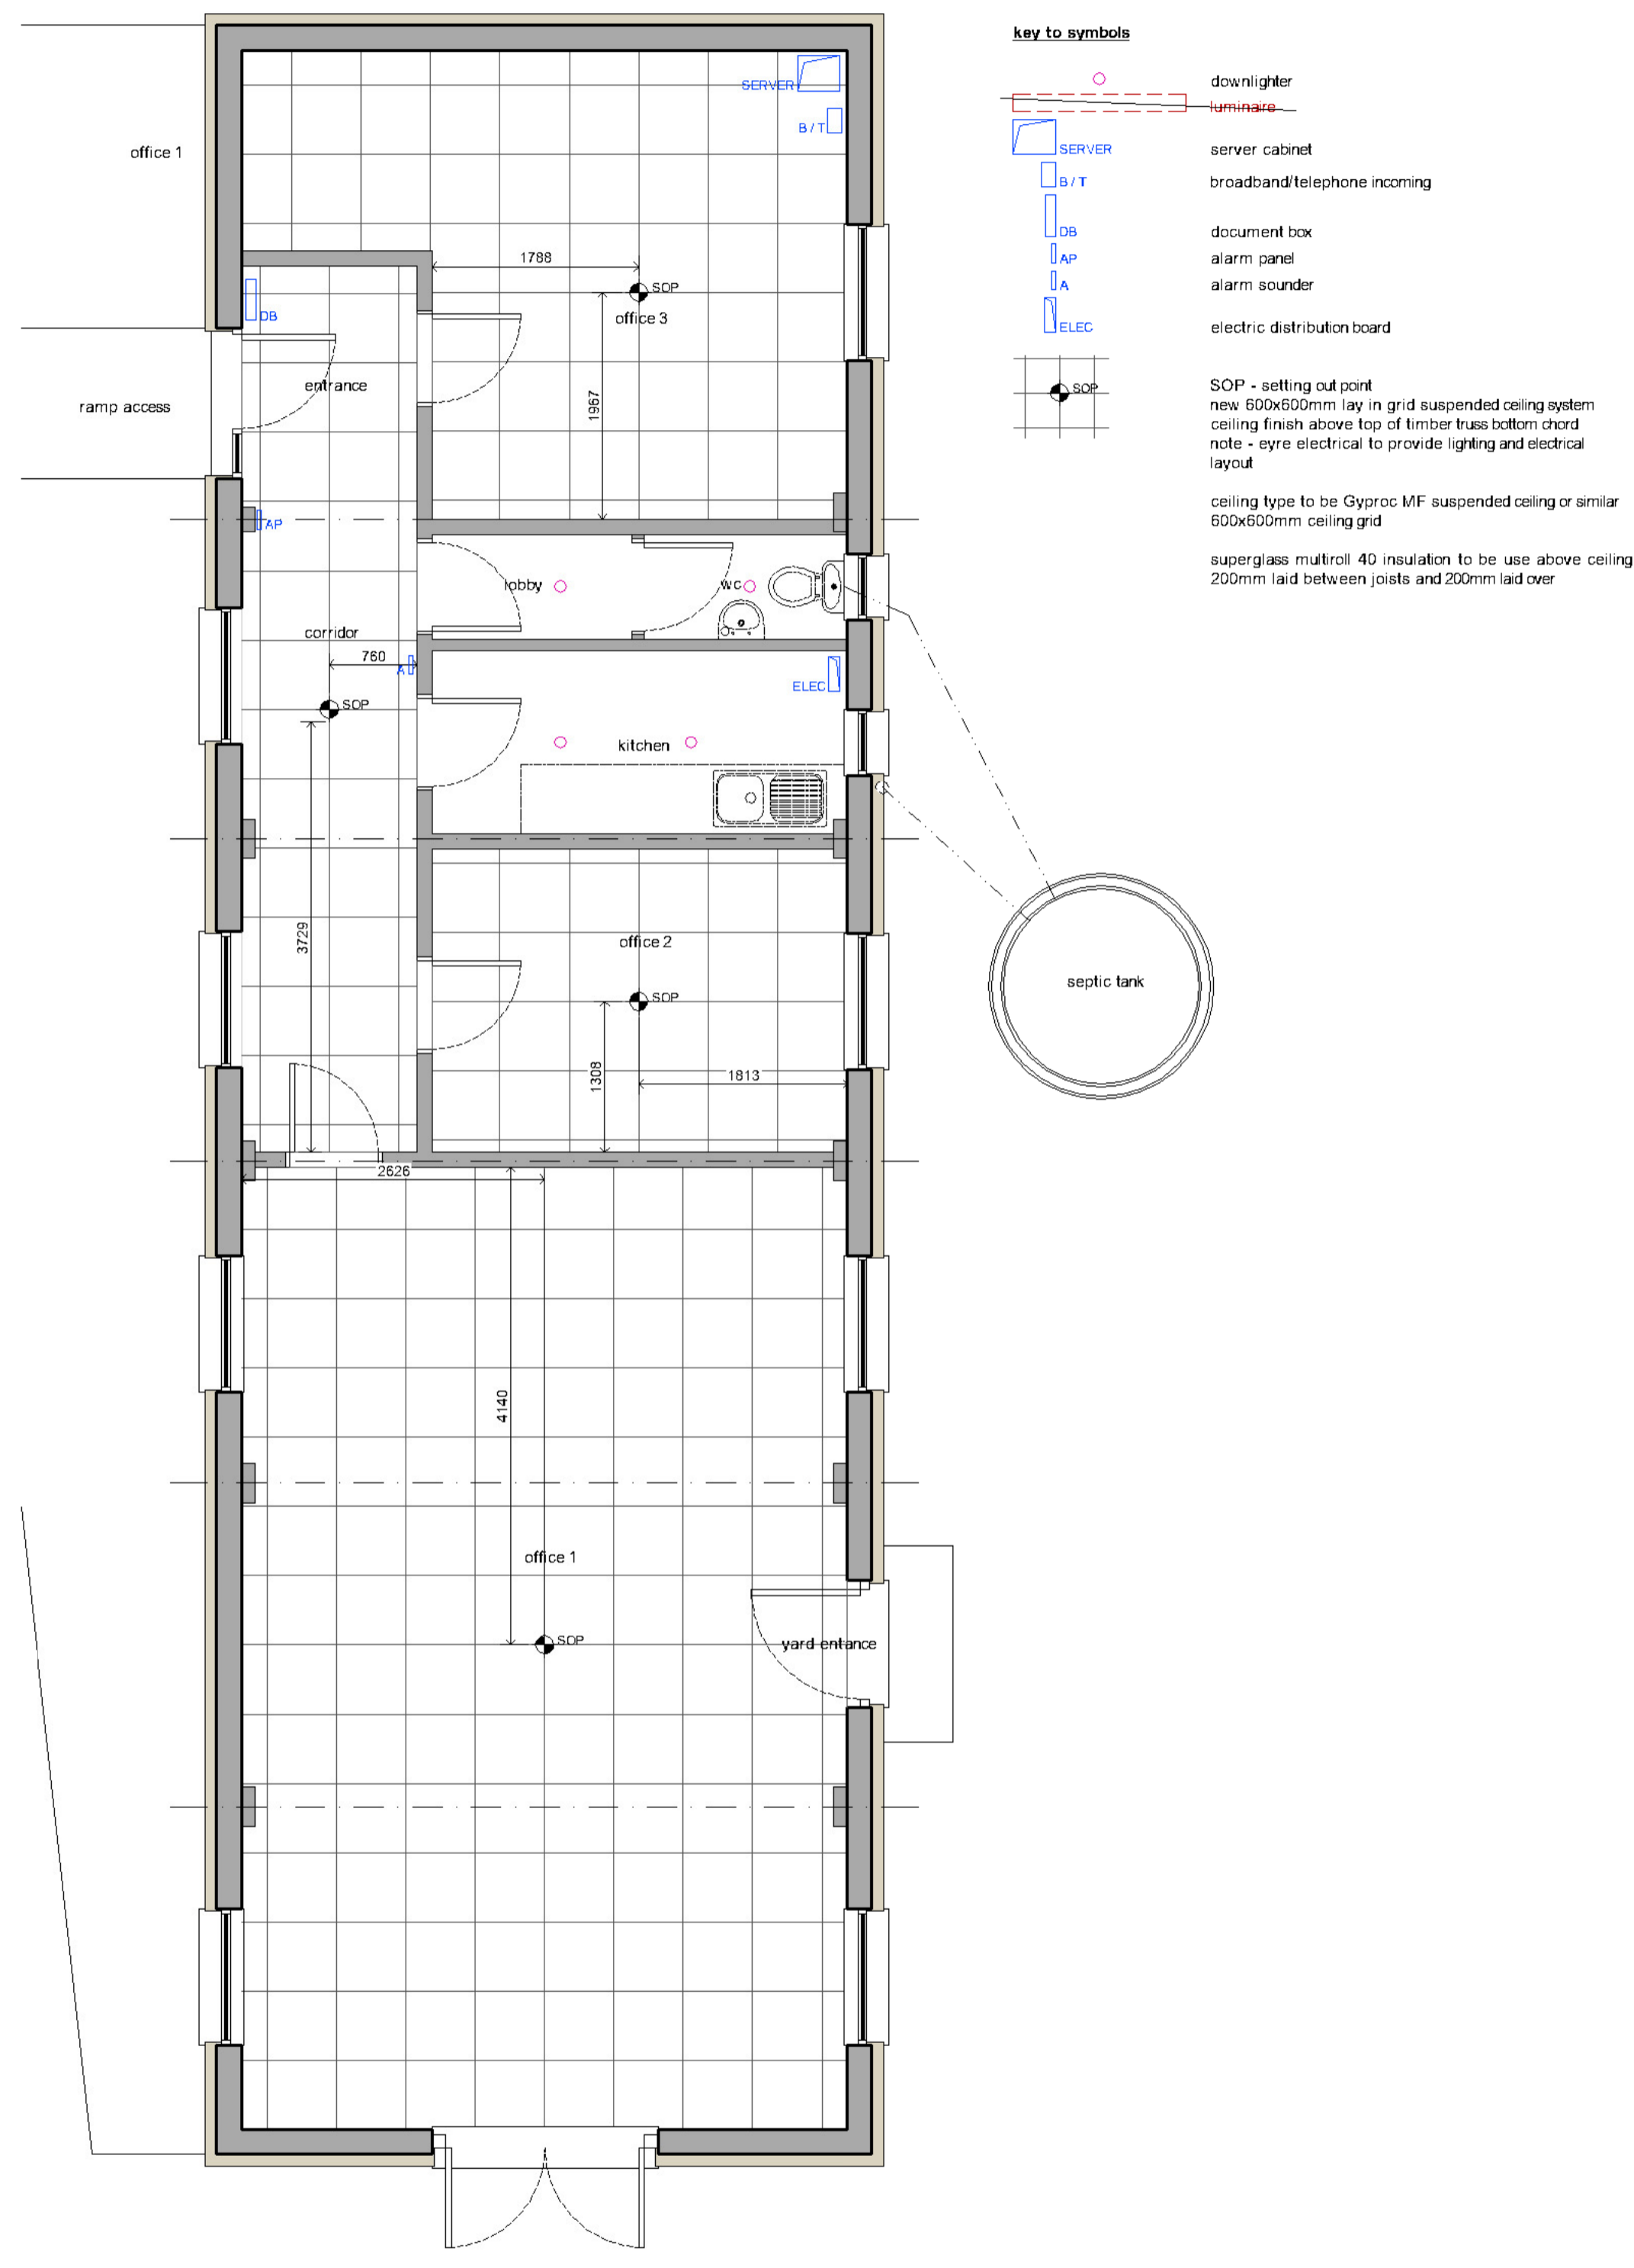 key to symbols
downlighter
luminaire
SERVER
server cabinet
B / T
broadband/telephone incoming
DB
document box
AP
alarm panel
A
alarm sounder
ELEC
electric distribution board
SOP
SOP - setting out point
new 600x600mm lay in grid suspended ceiling system
ceiling finish above top of timber truss bottom chord
note - eyre electrical to provide lighting and electrical
layout
ceiling type to be Gyproc MF suspended ceiling or similar
600x600mm ceiling grid
superglass multiroll 40 insulation to be use above ceiling
200mm laid between joists and 200mm laid over
office 1
SERVER
B / T
1788
SOP
office 3
DB
entrance
ramp access
1967
AP
lobby
wc
corridor
760
A
ELEC
SOP
kitchen
3729
office 2
SOP
septic tank
1308
1813
2626
4140
office 1
SOP
yard entance